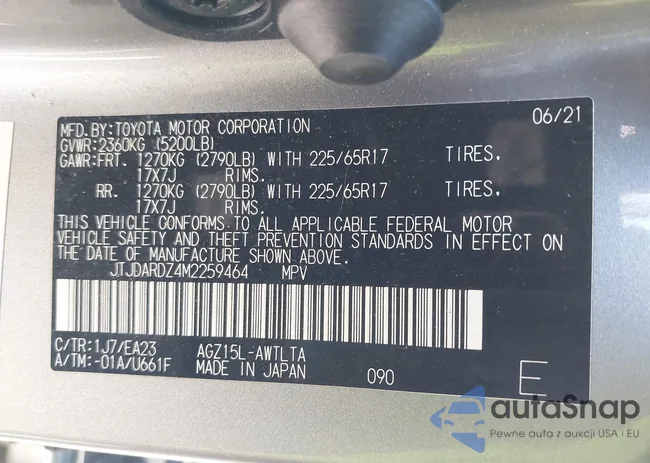 MFD.BY:TOYOTA MOTOR CORPORATION 06/21
GVWR:2360KG (5200LB)
GAWR:FRT. 1270KG (2790LB) WITH 225/65R17 TIRES,
17X7J RIMS.
RR. 1270KG (2790LB) WITH 225/65R17 TIRES,
17X7J RIMS.
THIS VEHICLE CONFORMS TO ALL APPLICABLE FEDERAL MOTOR
VEHICLE SAFETY AND THEFT PREVENTION STANDARDS IN EFFECT ON
THE DATE OF MANUFACTURE SHOWN ABOVE.
JTJDARDZ4M2259464 MPV
C/TR:1J7/EA23 AGZ15L-AWTLTA
A/TM:-01A/U661F MADE IN JAPAN 090 E
autaSnap
Pewne auta z aukcji USA i EU